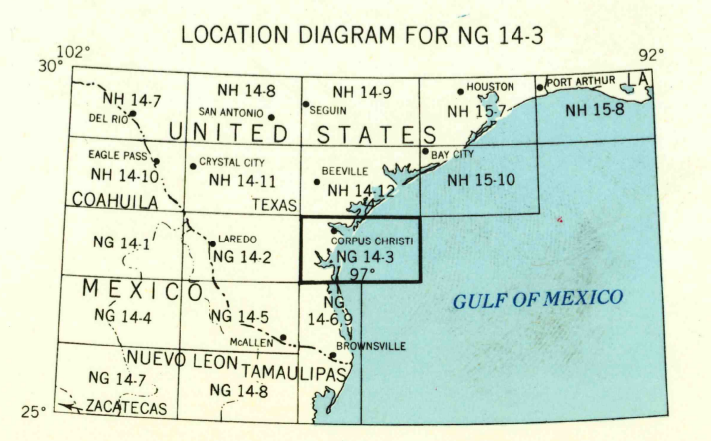 LOCATION DIAGRAM FOR NG 14-3
102°
92°
30°
NH 14-7
DEL RIO
NH 14-8
SAN ANTONIO
NH 14-9
SEGUIN
HOUSTON
NH 15-7
PORT ARTHUR
LA
NH 15-8
UNITED STATES
EAGLE PASS
NH 14-10
CRYSTAL CITY
NH 14-11
BEEVILLE
NH 14-12
BAY CITY
NH 15-10
COAHUILA
TEXAS
NG 14-1
LAREDO
NG 14-2
CORPUS CHRISTI
NG 14-3
97°
MEXICO
GULF OF MEXICO
NG 14-4
NG 14-5
NG
14-6,9
McALLEN
BROWNSVILLE
NUEVO LEON
TAMAULIPAS
NG 14-7
NG 14-8
25°
ZACATECAS